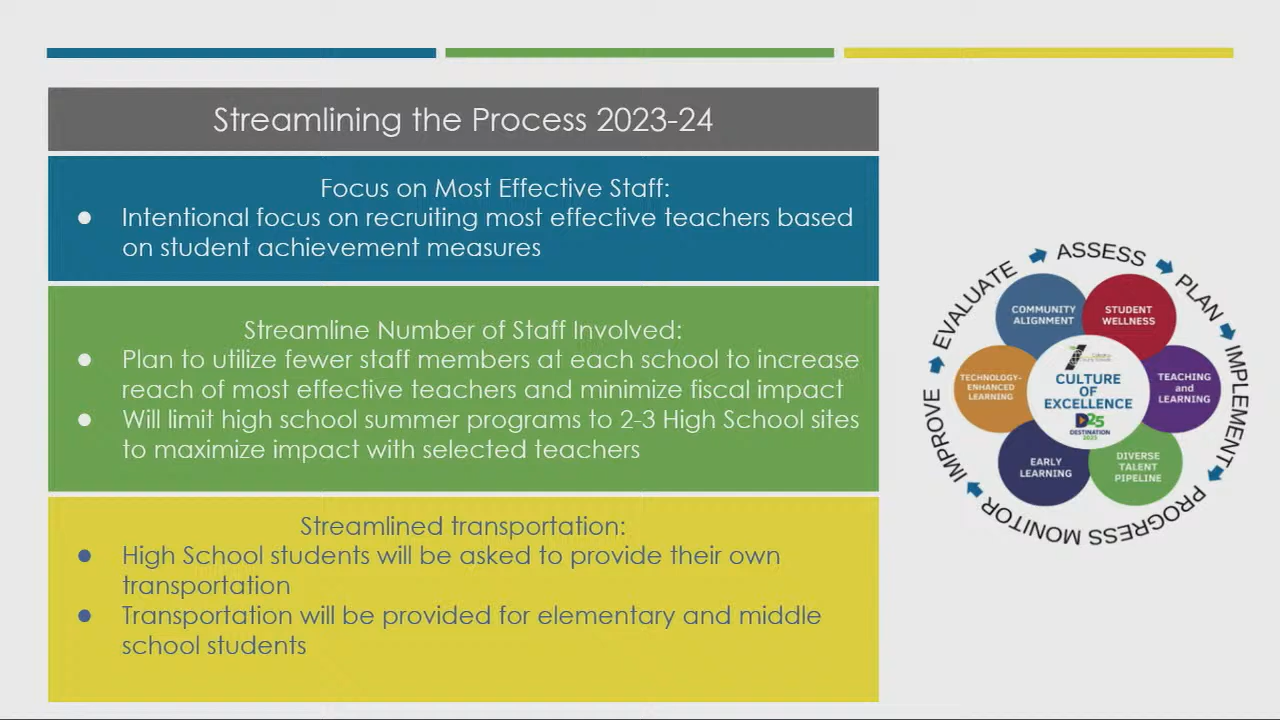 Streamlining the Process 2023-24
Focus on Most Effective Staff:
● Intentional focus on recruiting most effective teachers based
on student achievement measures
Streamline Number of Staff Involved:
● Plan to utilize fewer staff members at each school to increase
reach of most effective teachers and minimize fiscal impact
● Will limit high school summer programs to 2-3 High School sites
to maximize impact with selected teachers
Streamlined transportation:
● High School students will be asked to provide their own
transportation
● Transportation will be provided for elementary and middle
school students
ASSESS
PLAN
IMPLEMENT
PROGRESS MONITOR
IMPROVE
EVALUATE
COMMUNITY
ALIGNMENT
STUDENT
WELLNESS
TECHNOLOGY-
ENHANCED
LEARNING
TEACHING
and
LEARNING
EARLY
LEARNING
DIVERSE
TALENT
PIPELINE
CULTURE
OF
EXCELLENCE
D25
DESTINATION
2025